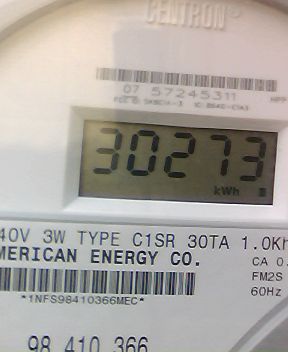 CENTRON®
07 57245311
30273
kWh
40V 3W TYPE C1SR 30TA 1.0Kh
MERICAN ENERGY CO.
CA 0.
*1NFS98410366MEC*
FM2S
60Hz
98 410 366